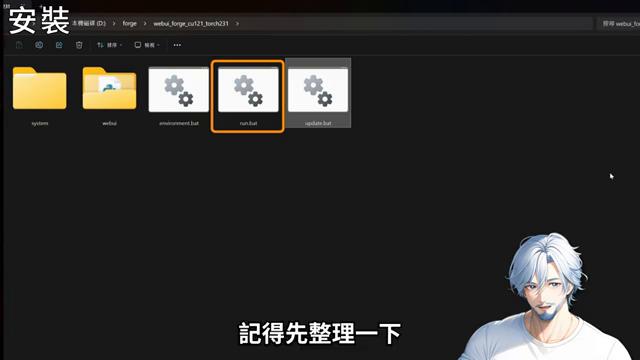 安裝
本機磁碟 (D:) > forge > webui_forge_cu121_torch231 >
搜尋 webui_fo
排序
檢視
system
webui
environment.bat
run.bat
update.bat
記得先整理一下